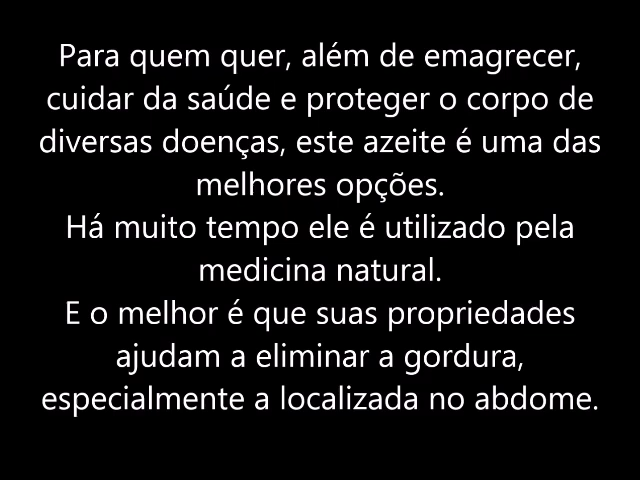 Para quem quer, além de emagrecer,
cuidar da saúde e proteger o corpo de
diversas doenças, este azeite é uma das
melhores opções.
Há muito tempo ele é utilizado pela
medicina natural.
E o melhor é que suas propriedades
ajudam a eliminar a gordura,
especialmente a localizada no abdome.